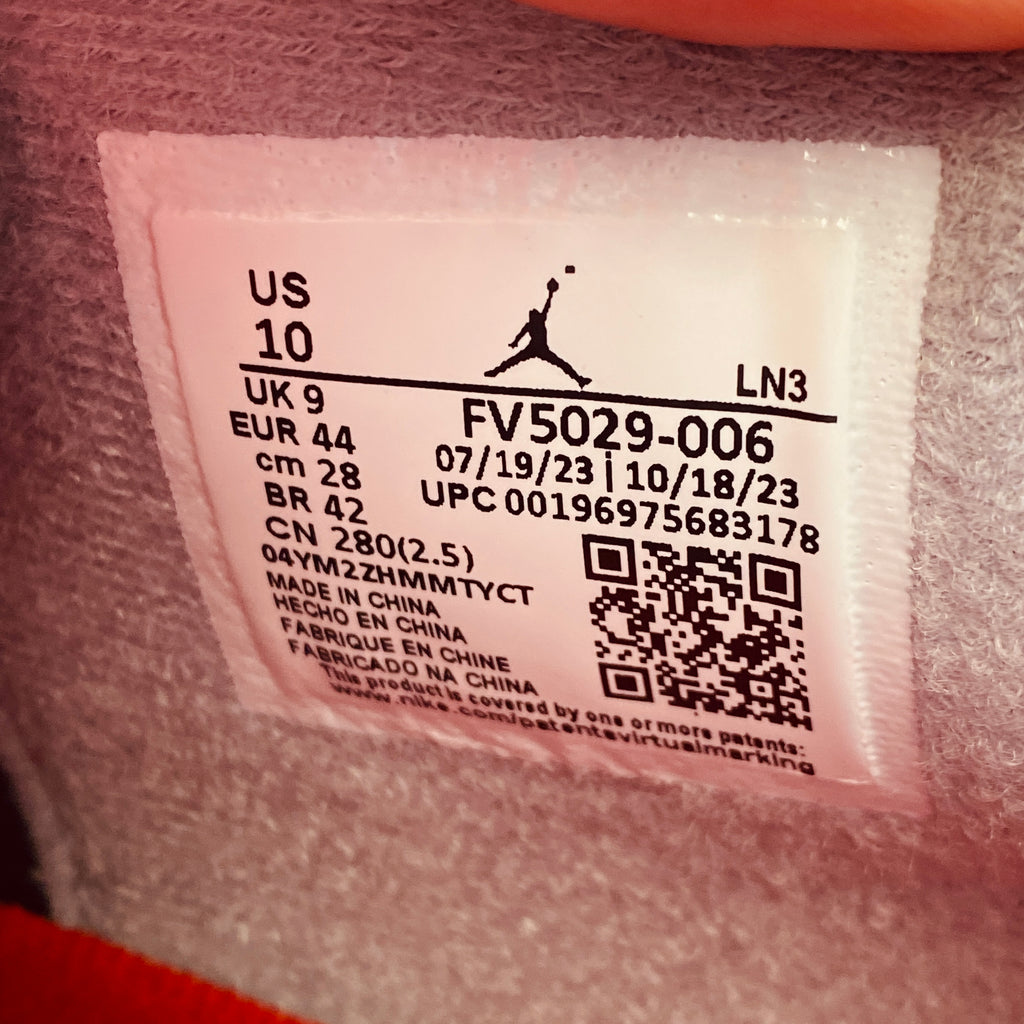 US
10
LN3
UK 9
FV5029-006
EUR 44
07/19/23 | 10/18/23
cm 28
UPC 00196975683178
BR 42
CN 280(2.5)
04YM2ZHMMTYCT
MADE IN CHINA
HECHO EN CHINA
FABRIQUE EN CHINE
FABRICADO NA CHINA
This product is covered by one or more patents:
www.nike.com/patentsvirtualmarking